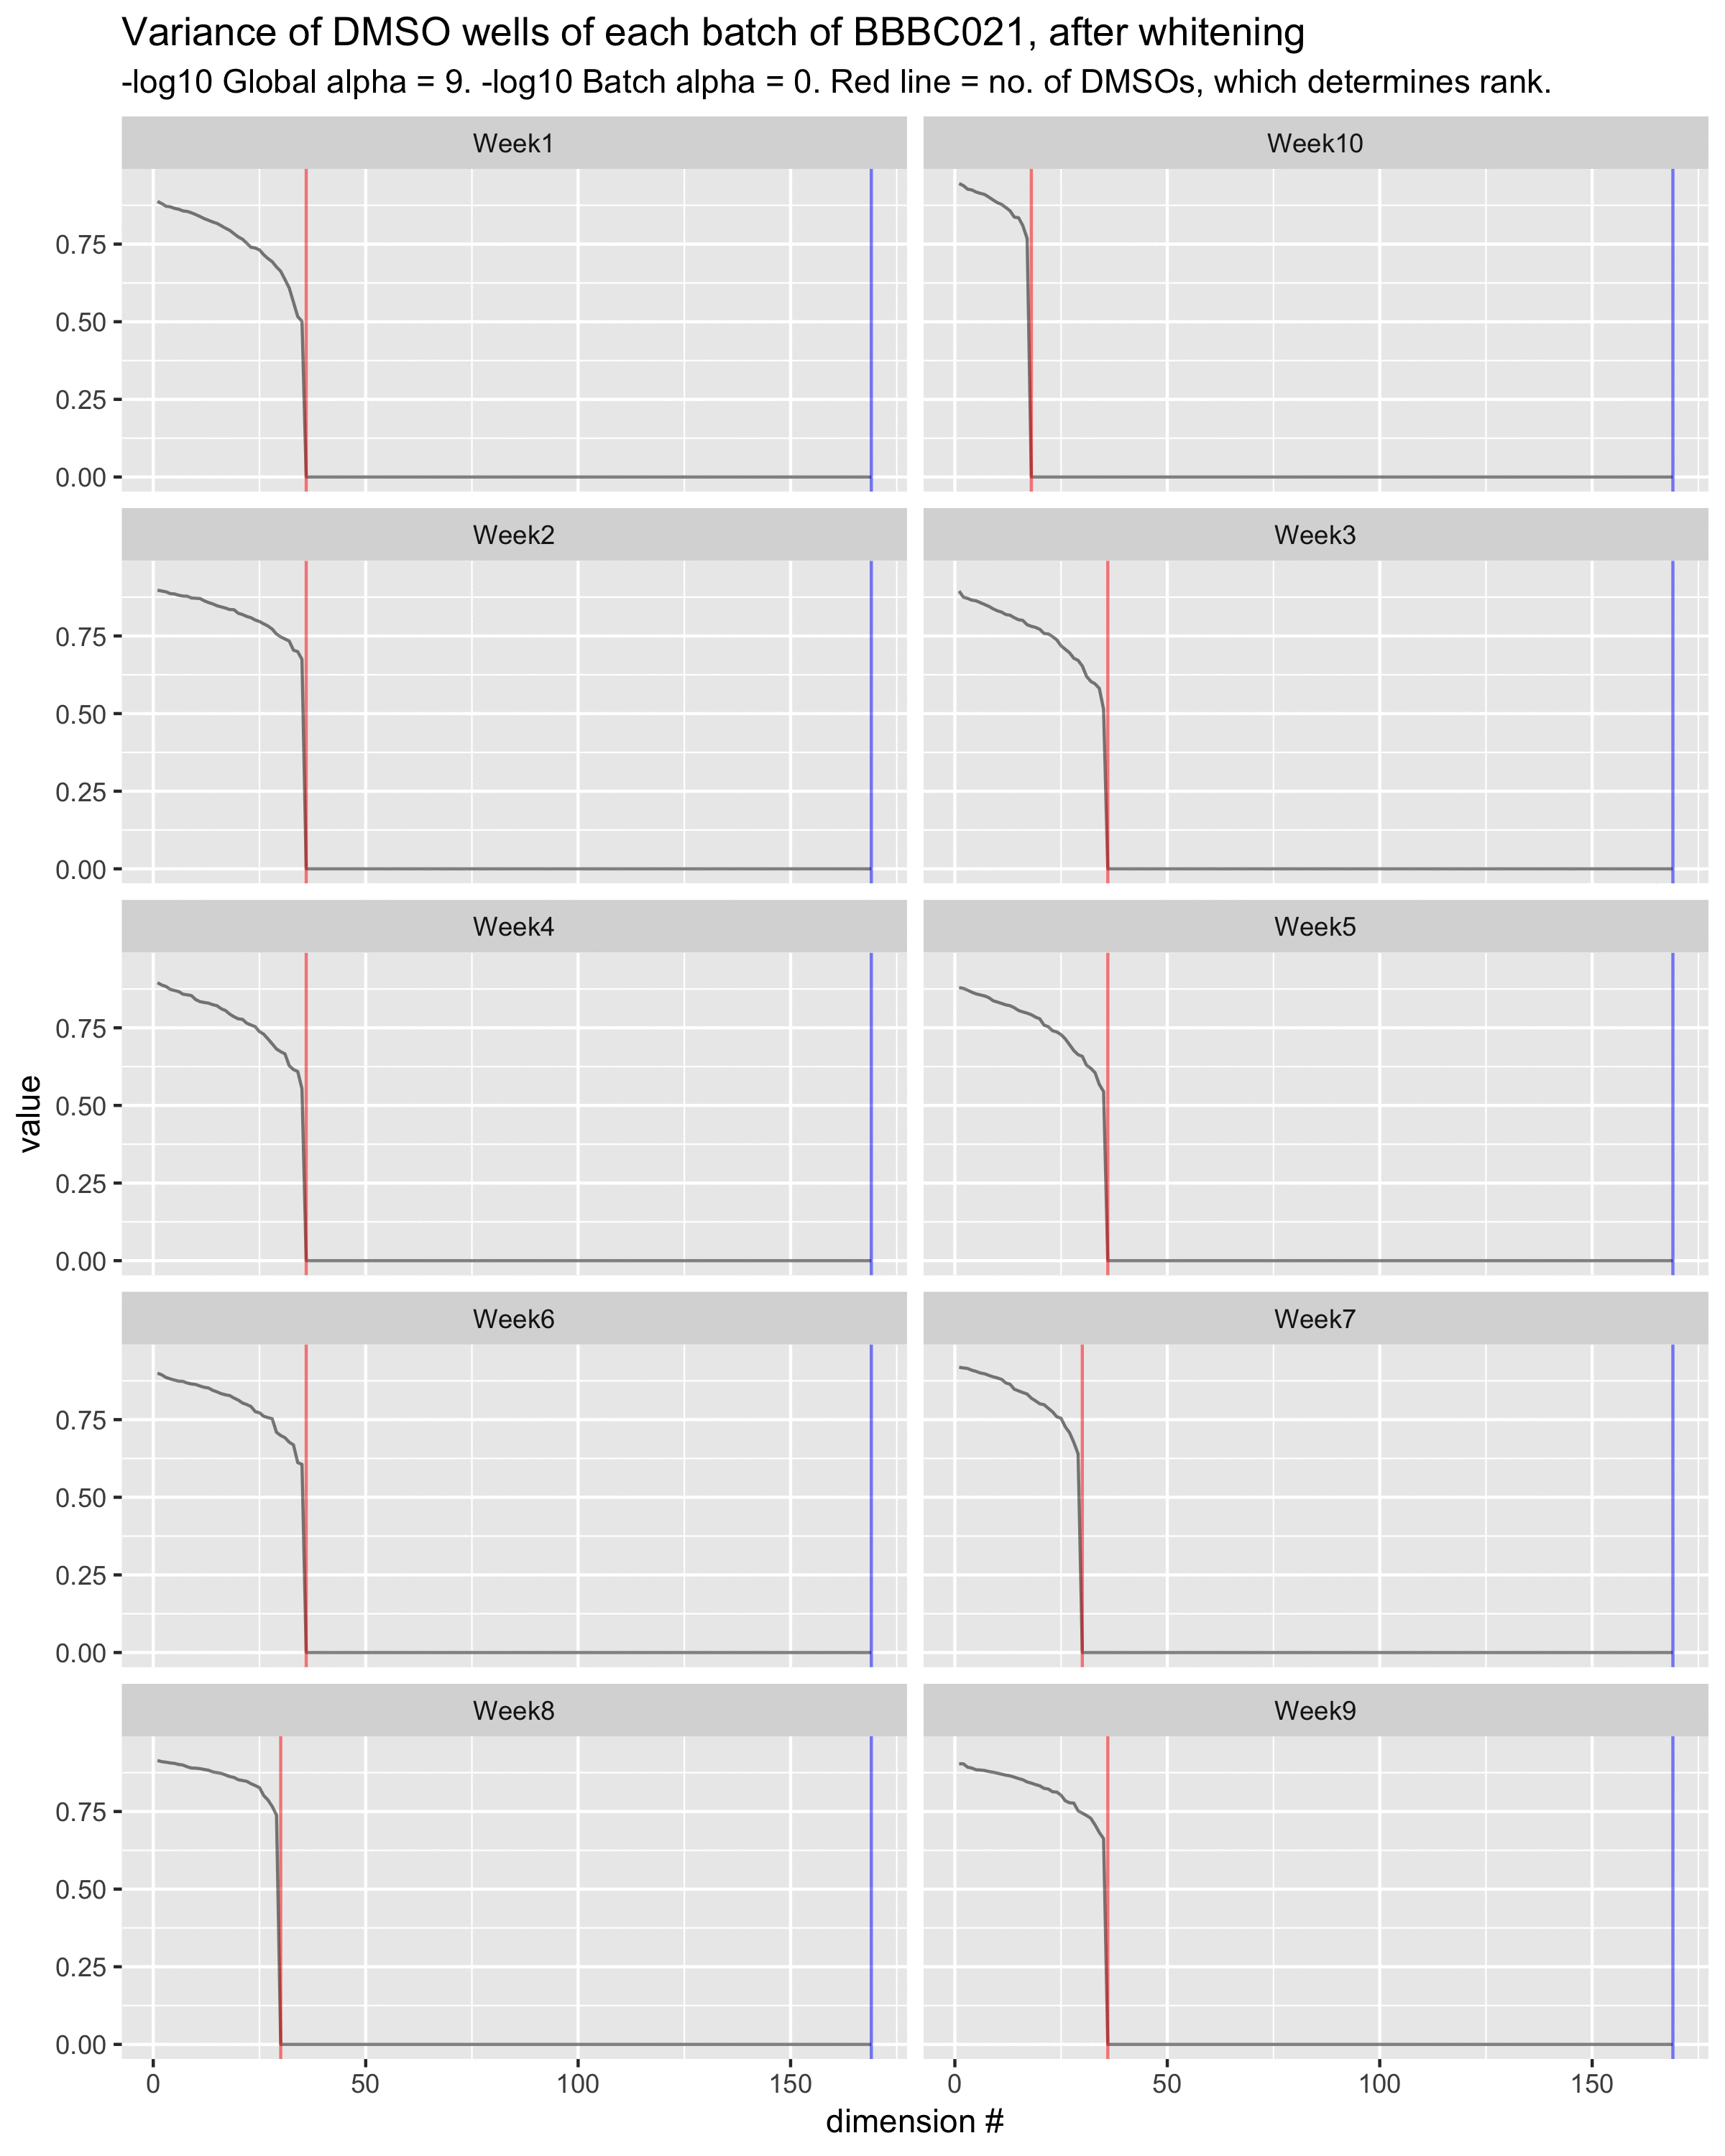 Variance of DMSO wells of each batch of BBBC021, after whitening
-log10 Global alpha = 9. -log10 Batch alpha = 0. Red line = no. of DMSOs, which determines rank.
Week1 Week10
0.75
0.50
0.25
0.00
Week2 Week3
0.75
0.50
0.25
0.00
Week4 Week5
0.75
0.50
0.25
0.00
value
Week6 Week7
0.75
0.50
0.25
0.00
Week8 Week9
0.75
0.50
0.25
0.00
0 50 100 150 0 50 100 150
dimension #